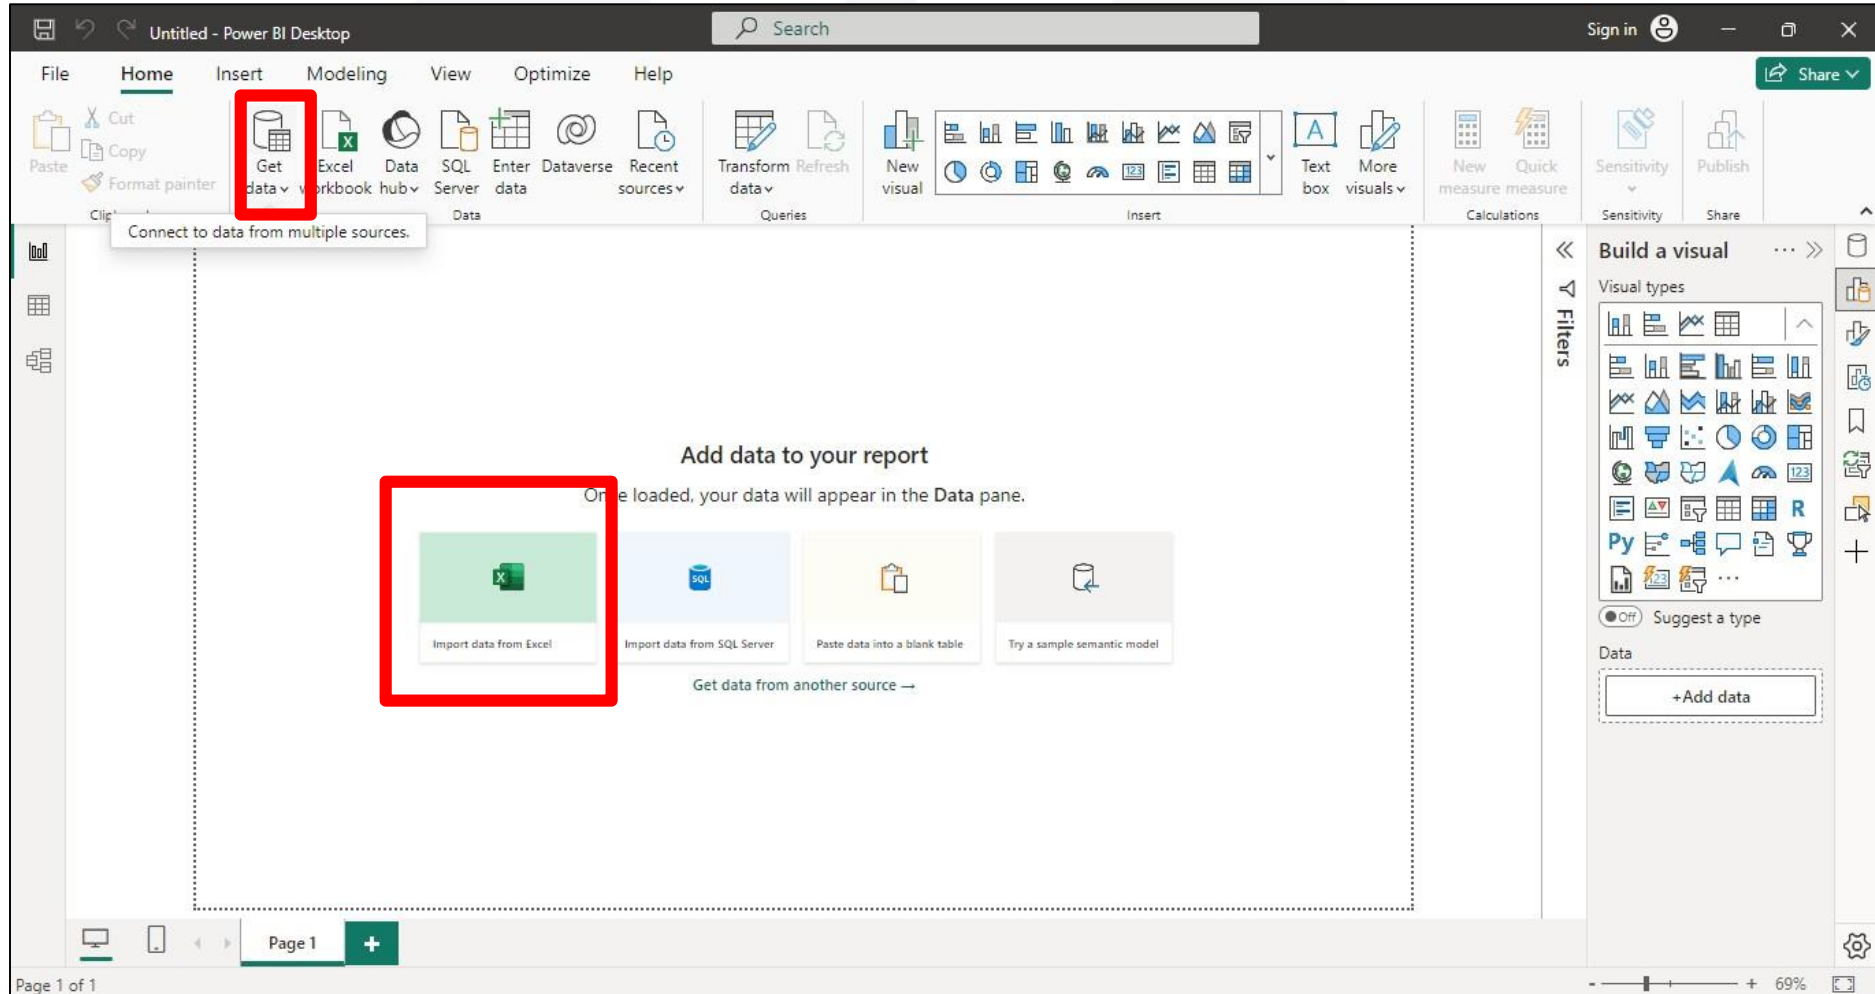 Untitled - Power BI Desktop
Search
Sign in
File Home Insert Modeling View Optimize Help
Share
Paste
Cut
Copy
Format painter
Get data
Excel
Data hub
SQL Server
Enter data
Dataverse
Recent sources
Transform data
Refresh
New visual
Text box
More visuals
New measure
Quick measure
Sensitivity
Publish
Data
Queries
Insert
Calculations
Sensitivity
Share
Connect to data from multiple sources.
Filters
Build a visual
Visual types
123
R
Py
123
Off Suggest a type
Data
+Add data
Add data to your report
loaded, your data will appear in the Data pane.
SQL
Import data from Excel
Import data from SQL Server
Paste data into a blank table
Try a sample semantic model
Get data from another source →
Page 1
+
Page 1 of 1
- + 69%